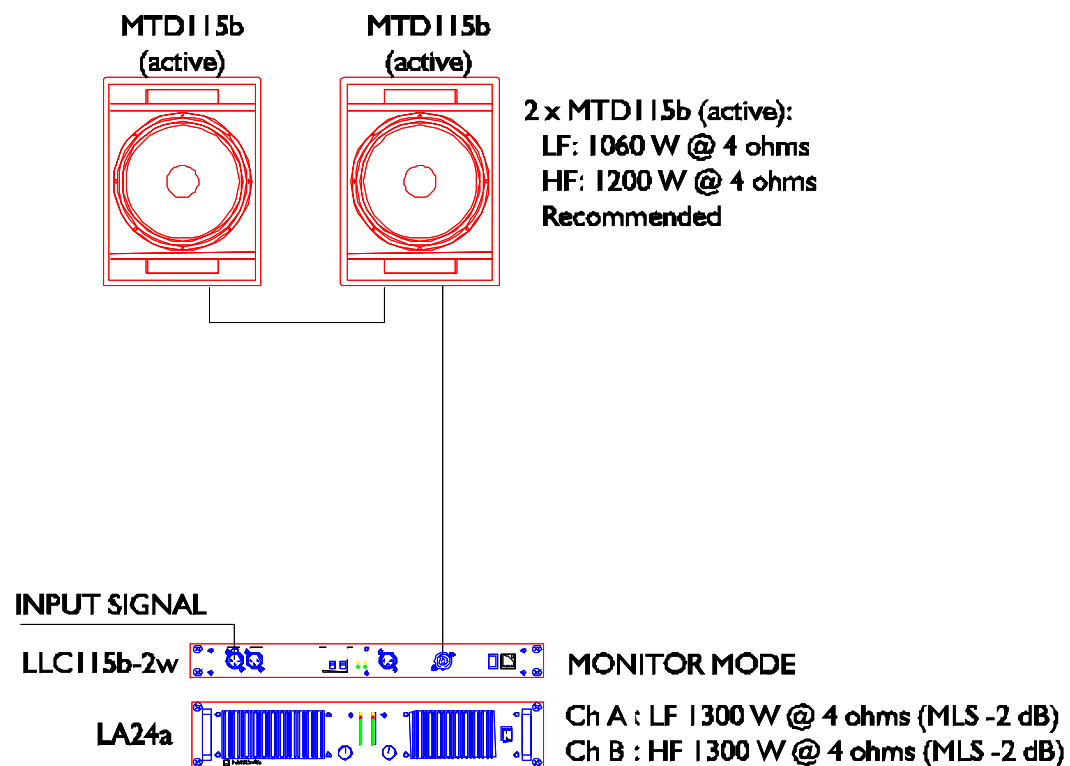 MTD115b
(active)
MTD115b
(active)
2 x MTD115b (active):
LF: 1060 W @ 4 ohms
HF: 1200 W @ 4 ohms
Recommended
INPUT SIGNAL
LLC115b-2w
MONITOR MODE
LA24a
Ch A : LF 1300 W @ 4 ohms (MLS -2 dB)
Ch B : HF 1300 W @ 4 ohms (MLS -2 dB)